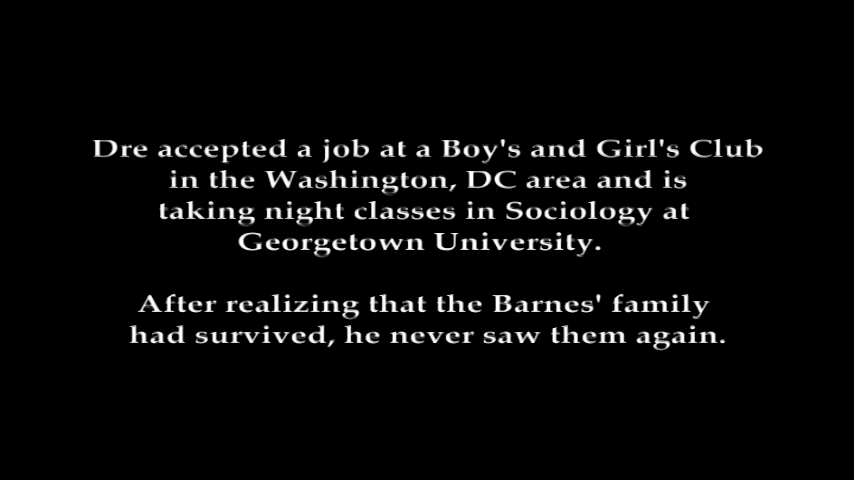 Dre accepted a job at a Boy's and Girl's Club
in the Washington, DC area and is
taking night classes in Sociology at
Georgetown University.
After realizing that the Barnes' family
had survived, he never saw them again.